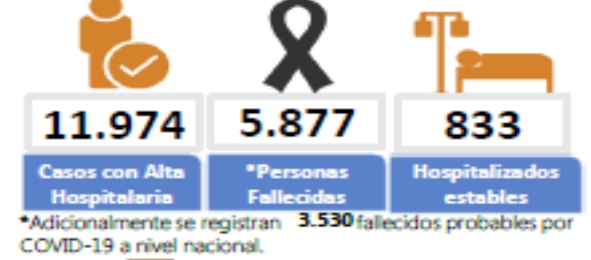 11.974 5.877 833
Casos con Alta *Personas Hospitalizados
Hospitalaria Fallecidas estables
*Adicionalmente se registran 3.530 fallecidos probables por
COVID-19 a nivel nacional.